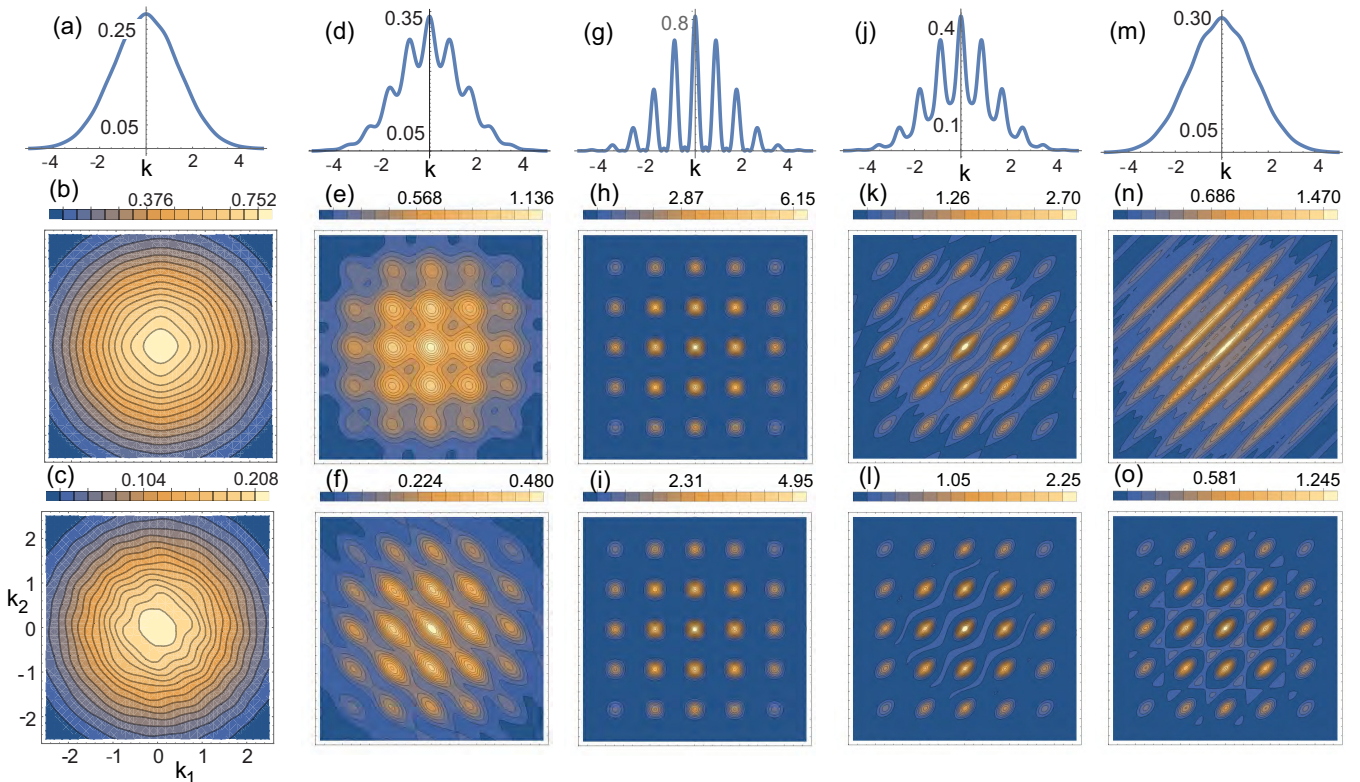 (a)
0.25
0.05
-4 -2 2 4
k
(d)
0.35
0.05
-4 -2 2 4
k
(g)
0.8
-4 -2 2 4
k
(j)
0.4
0.1
-4 -2 2 4
k
(m)
0.30
0.05
-4 -2 2 4
k
(b)
0.376 0.752
(e)
0.568 1.136
(h)
2.87 6.15
(k)
1.26 2.70
(n)
0.686 1.470
(c)
0.104 0.208
2
1
k2
0
-1
-2
-2 -1 0 1 2
k1
(f)
0.224 0.480
(i)
2.31 4.95
(l)
1.05 2.25
(o)
0.581 1.245